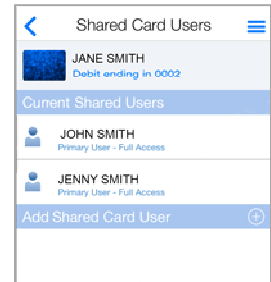 Shared Card Users
JANE SMITH
Debit ending in 0002
Current Shared Users
JOHN SMITH
Primary User - Full Access
JENNY SMITH
Primary User - Full Access
Add Shared Card User